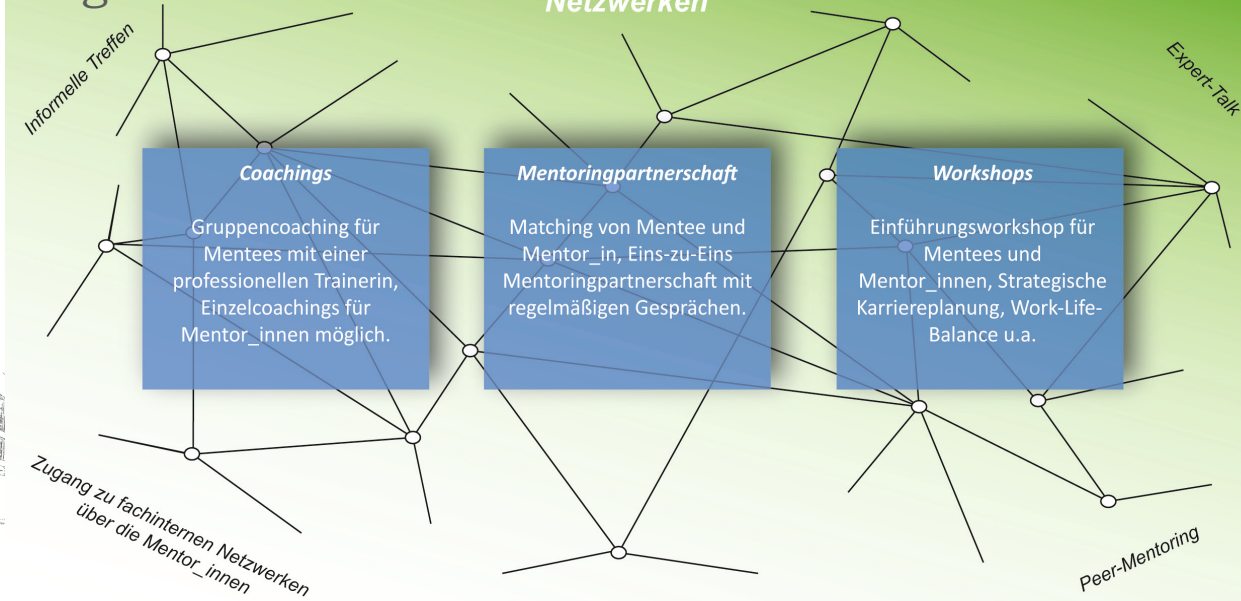 Netzwerken
Informelle Treffen
Expert-Talk
Coachings
Gruppencoaching für
Mentees mit einer
professionellen Trainerin,
Einzelcoachings für
Mentor_innen möglich.
Mentoringpartnerschaft
Matching von Mentee und
Mentor_in, Eins-zu-Eins
Mentoringpartnerschaft mit
regelmäßigen Gesprächen.
Workshops
Einführungsworkshop für
Mentees und
Mentor_innen, Strategische
Karriereplanung, Work-Life-
Balance u.a.
Zugang zu fachinternen Netzwerken
über die Mentor_innen
Peer-Mentoring